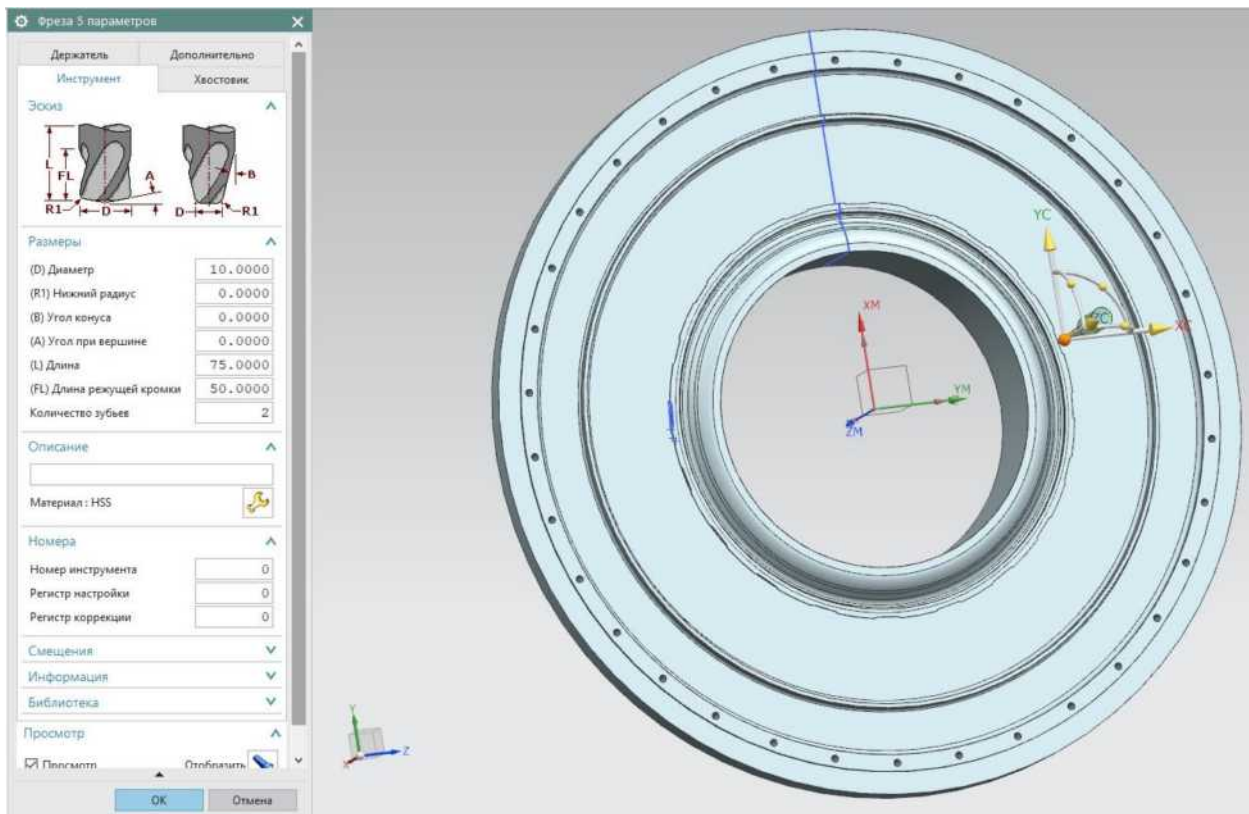 Фреза 5 параметров
Держатель Дополнительно
Инструмент Хвостовик
Эскиз
L FL A B
R1 D D R1
Размеры
(D) Диаметр 10.0000
(R1) Нижний радиус 0.0000
(B) Угол конуса 0.0000
(A) Угол при вершине 0.0000
(L) Длина 75.0000
(FL) Длина режущей кромки 50.0000
Количество зубьев 2
Описание
Материал : HSS
Номера
Номер инструмента 0
Регистр настройки 0
Регистр коррекции 0
Смещения
Информация
Библиотека
Просмотр
Просмотр Отобразить
OK Отмена
YC
ZC
XC
XM
YM
ZM
Y
Z
X